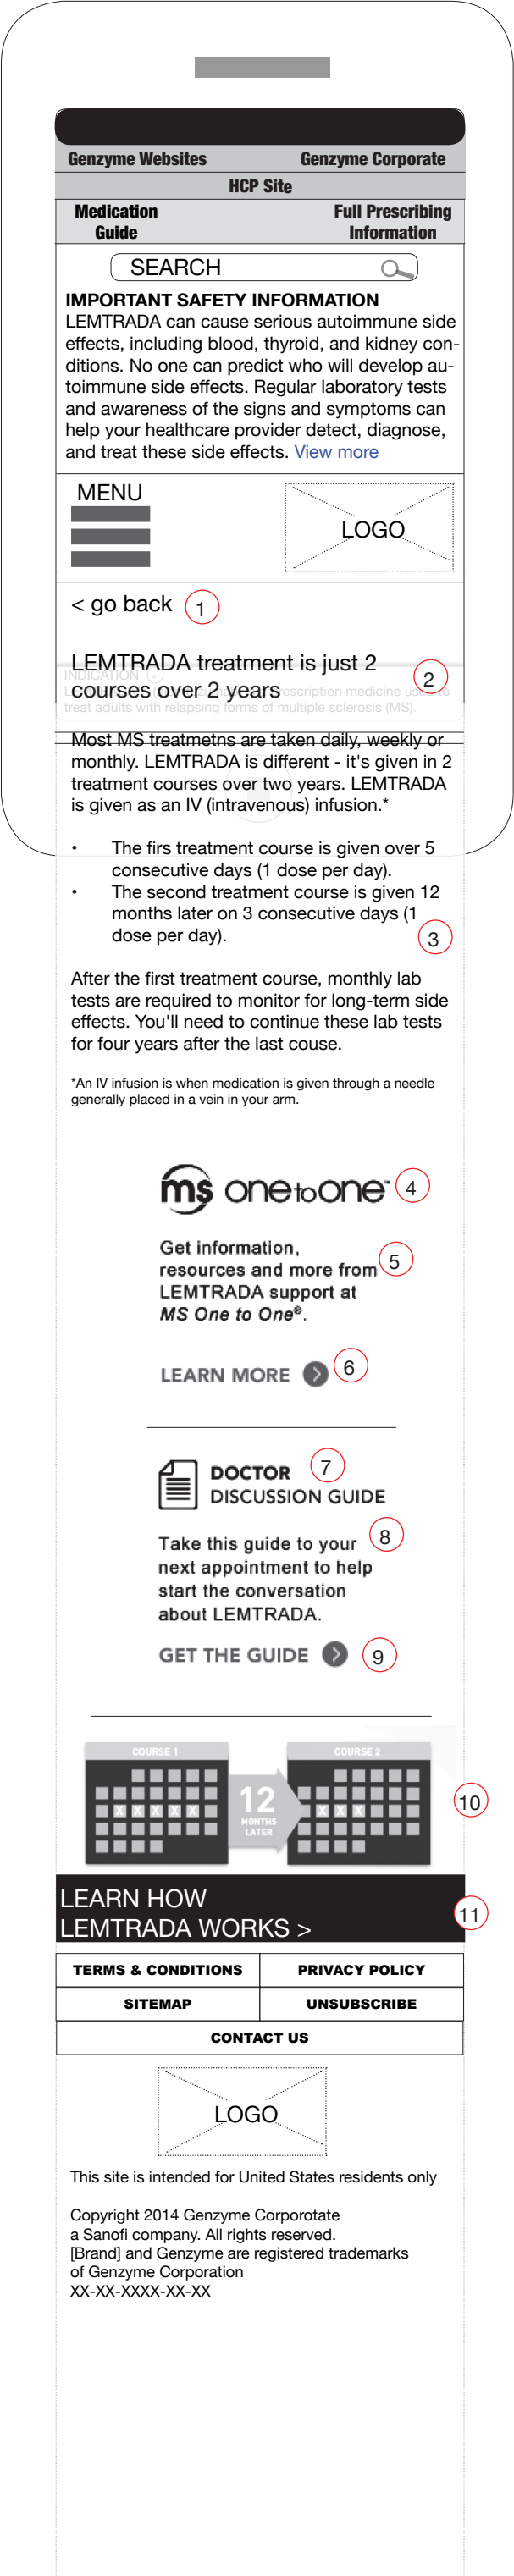 Genzyme Websites Genzyme Corporate
HCP Site
Medication Full Prescribing
Guide Information
SEARCH
IMPORTANT SAFETY INFORMATION
LEMTRADA can cause serious autoimmune side
effects, including blood, thyroid, and kidney con-
ditions. No one can predict who will develop au-
toimmune side effects. Regular laboratory tests
and awareness of the signs and symptoms can
help your healthcare provider detect, diagnose,
and treat these side effects. View more
MENU
LOGO
< go back 1
LEMTRADA treatment is just 2
courses over 2 years 2
INDICATION
prescription medicine used to
treat adults with relapsing forms of multiple sclerosis (MS).
Most MS treatmetns are taken daily, weekly or
monthly. LEMTRADA is different - it's given in 2
treatment courses over two years. LEMTRADA
is given as an IV (intravenous) infusion.*
• The firs treatment course is given over 5
consecutive days (1 dose per day).
• The second treatment course is given 12
months later on 3 consecutive days (1
dose per day). 3
After the first treatment course, monthly lab
tests are required to monitor for long-term side
effects. You'll need to continue these lab tests
for four years after the last couse.
*An IV infusion is when medication is given through a needle
generally placed in a vein in your arm.
ms onetoone™ 4
Get information,
resources and more from 5
LEMTRADA support at
MS One to One®.
LEARN MORE > 6
DOCTOR 7
DISCUSSION GUIDE
Take this guide to your 8
next appointment to help
start the conversation
about LEMTRADA.
GET THE GUIDE > 9
COURSE 1 COURSE 2
X X X X X 12 X X X 10
MONTHS
LATER
LEARN HOW
LEMTRADA WORKS > 11
TERMS & CONDITIONS PRIVACY POLICY
SITEMAP UNSUBSCRIBE
CONTACT US
LOGO
This site is intended for United States residents only
Copyright 2014 Genzyme Corporotate
a Sanofi company. All rights reserved.
[Brand] and Genzyme are registered trademarks
of Genzyme Corporation
XX-XX-XXXX-XX-XX